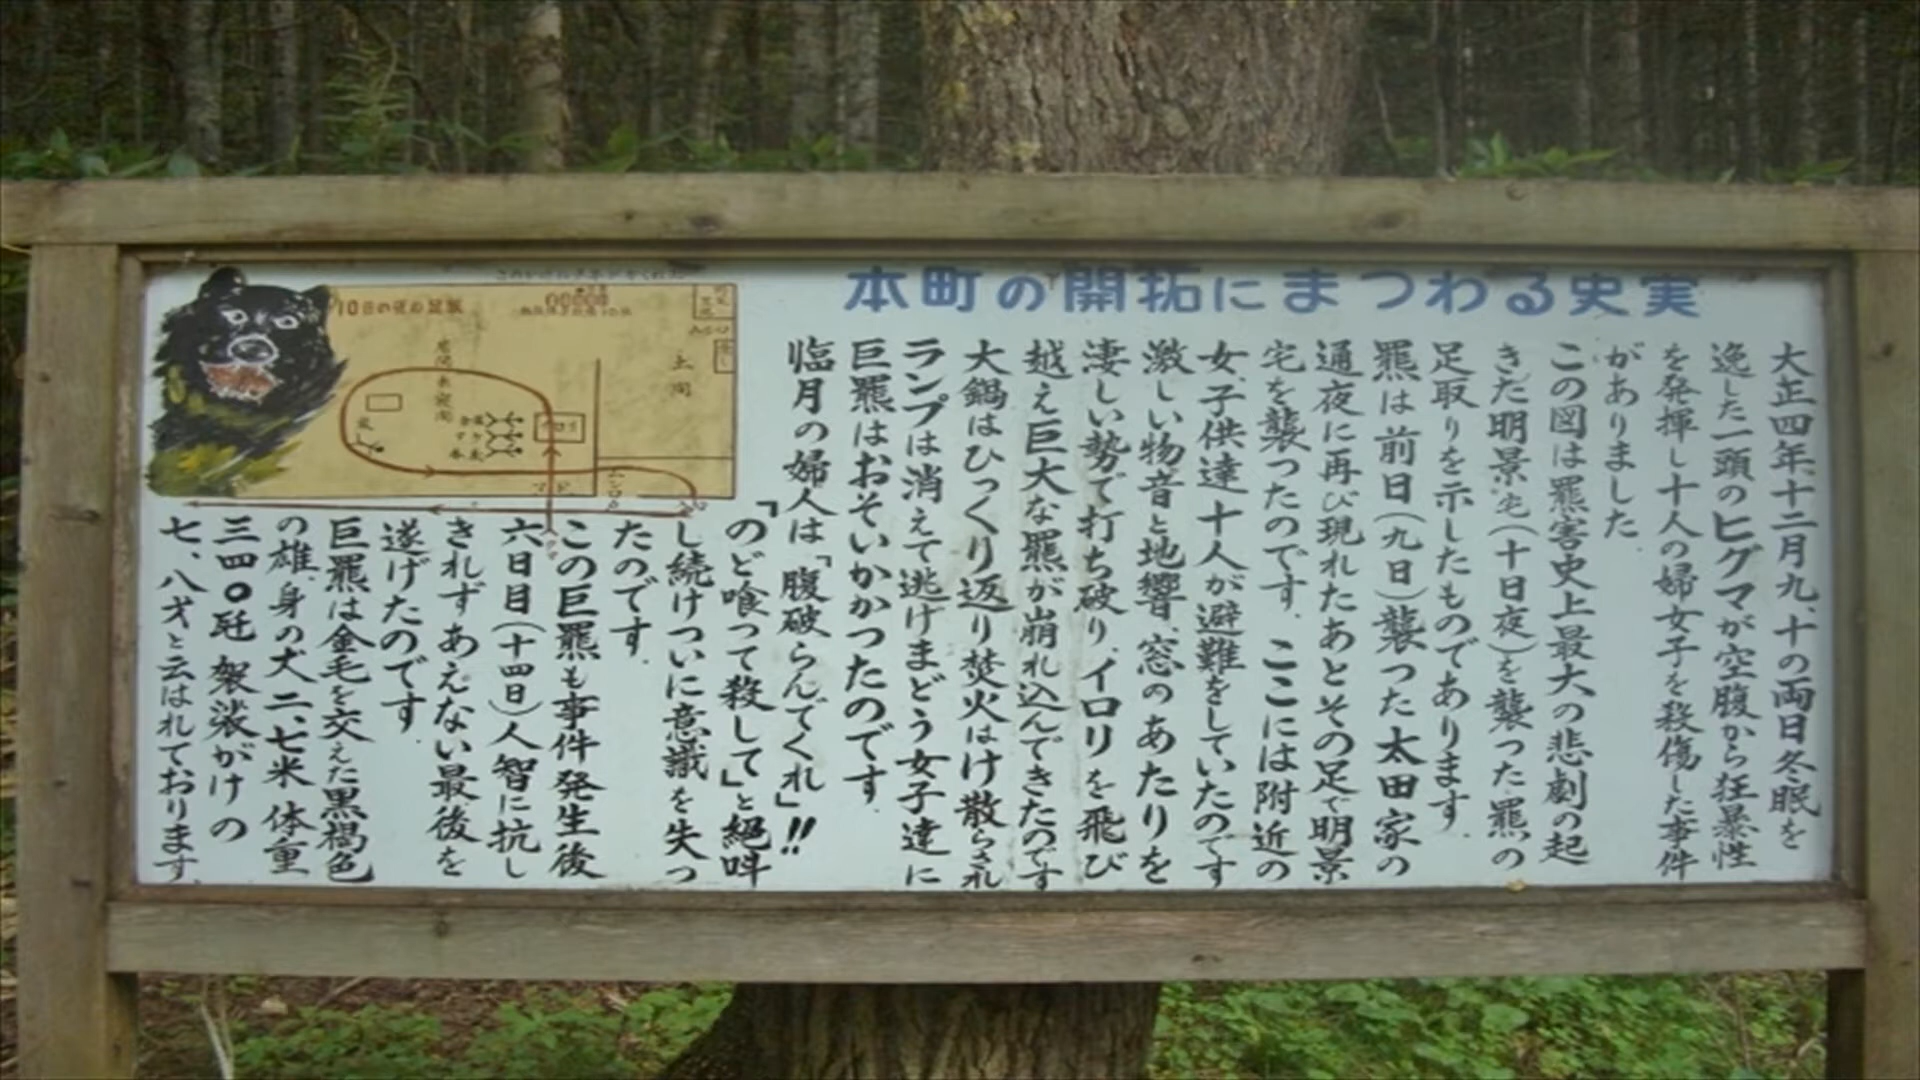 本町の開拓にまつわる史実
大正四年、十二月九、十の両日冬眠を
逸した一頭のヒグマが空腹から狂暴性
を発揮し十人の婦女子を殺傷した事件
がありました
この図は羆害史上最大の悲劇の起
きた明景宅(十日夜)を襲った羆の
足取りを示したものであります.
羆は前日(九日)襲った太田家の
通夜に再び現れたあとその足で明景
宅を襲ったのです. ここには附近の
女、子供達十人が避難をしていたのです
激しい物音と地響、窓のあたりを
凄しい勢で打ち破り、イロリを飛び
越え巨大な羆が崩れ込んできたのです
大鍋はひっくり返り焚火はけ散らされ
ランプは消えて逃げまどう女子達に
巨羆はおそいかかったのです.
臨月の婦人は「腹破らんでくれ」!!
「のど喰って殺して」と絕叫
し続けついに意識を失っ
たのです.
この巨羆も事件発生後
六日目(十四日)人智に抗し
きれずあえない最後を
遂げたのです.
巨羆は金毛を交えた黒褐色
の雄、身の丈二、七米 体重
三四〇瓩 袈裟がけの
七、八才と云はれております.
10日の夜の足取
土間
居間兼寝間
イロリ
マド